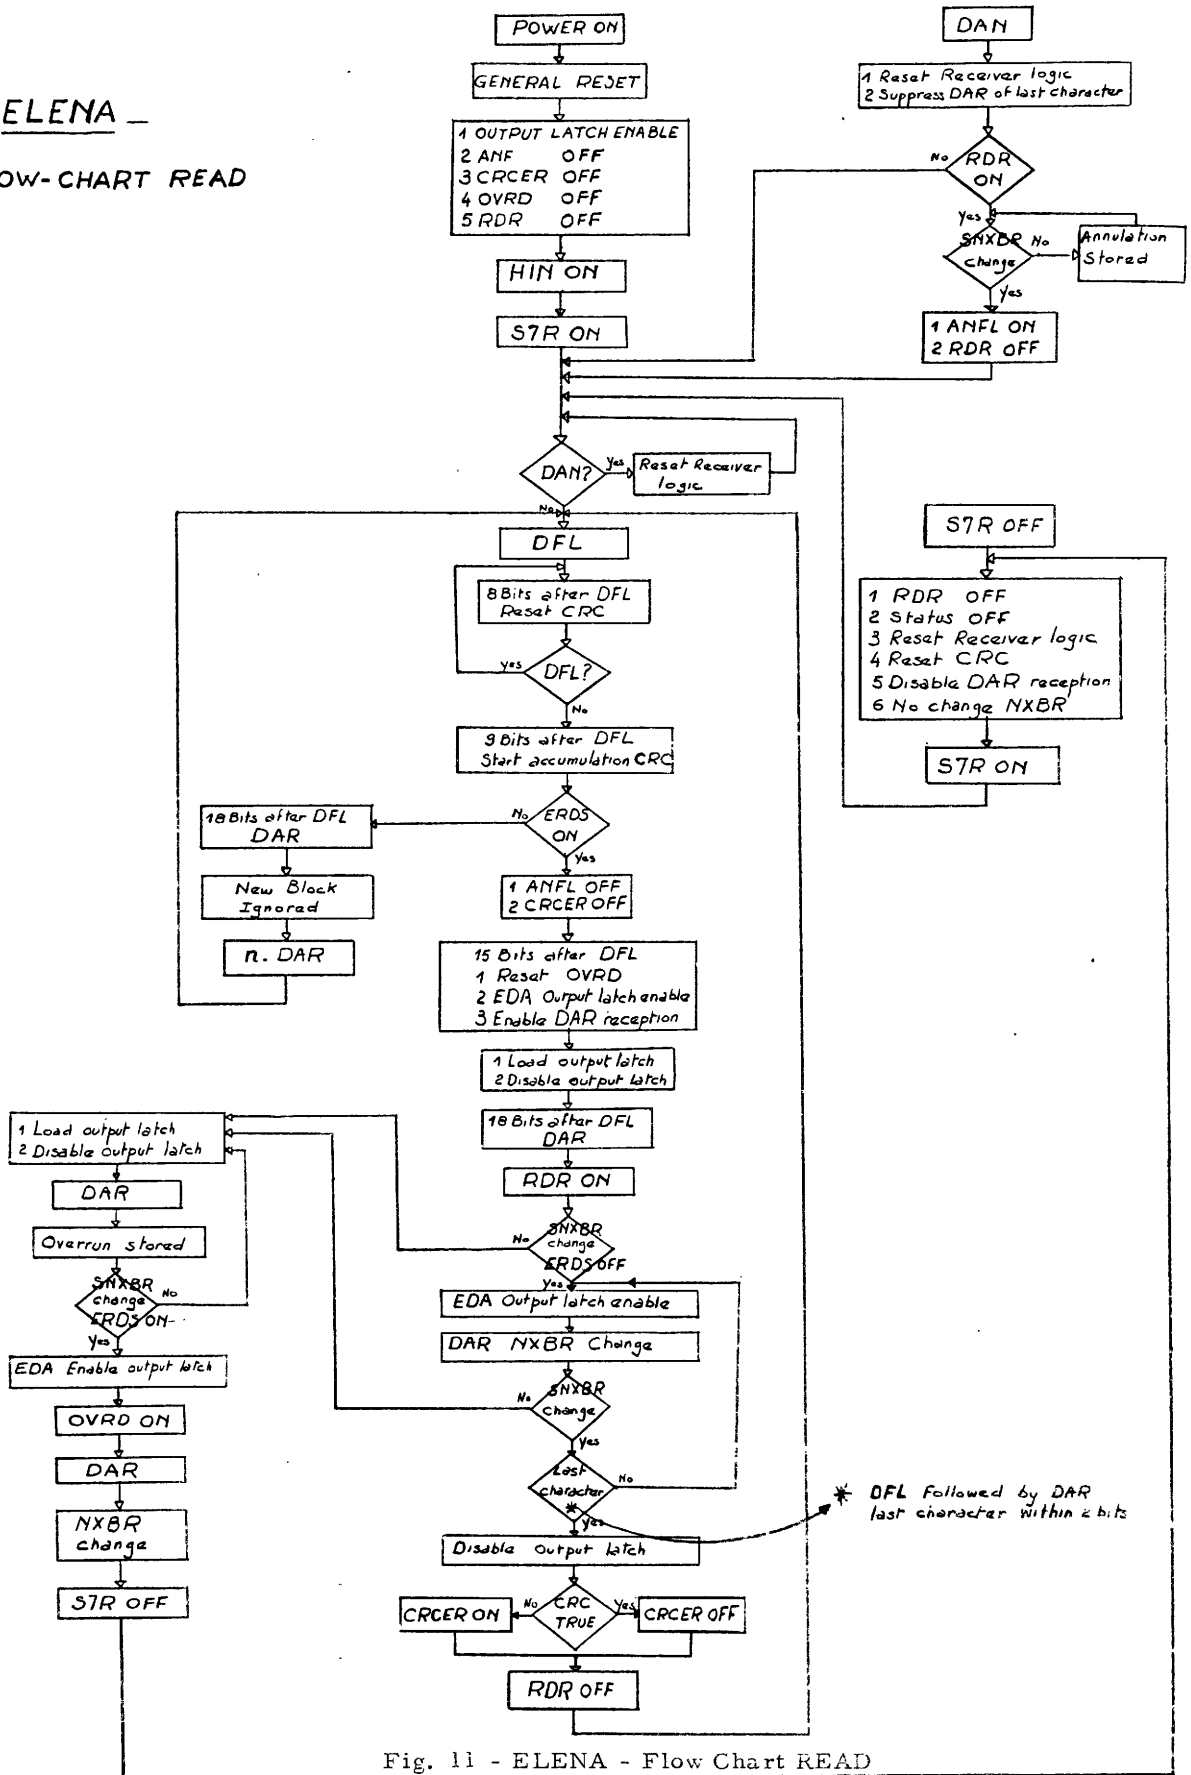 ELENA _
OW-CHART READ
POWER ON
GENERAL RESET
1 OUTPUT LATCH ENABLE
2 ANF OFF
3 CRCER OFF
4 OVRD OFF
5 RDR OFF
HIN ON
S7R ON
DAN
1 Reset Receiver logic
2 Suppress DAR of last character
RDR
ON
No
Yes
SNXBR
change
No
Annulation
Stored
Yes
1 ANFL ON
2 RDR OFF
DAN?
Yes
Reset Receiver
logic
No
DFL
8 Bits after DFL
Reset CRC
DFL?
Yes
No
9 Bits after DFL
Start accumulation CRC
ERDS
ON
No
Yes
18 Bits after DFL
DAR
New Block
Ignored
n. DAR
S7R OFF
1 RDR OFF
2 Status OFF
3 Reset Receiver logic
4 Reset CRC
5 Disable DAR reception
6 No change NXBR
S7R ON
1 ANFL OFF
2 CRCER OFF
15 Bits after DFL
1 Reset OVRD
2 EDA Output latch enable
3 Enable DAR reception
1 Load output latch
2 Disable output latch
18 Bits after DFL
DAR
RDR ON
SNXBR
change
ERDS OFF
No
Yes
EDA Output latch enable
DAR NXBR Change
SNXBR
change
No
Yes
Last
character
*
No
Yes
* DFL Followed by DAR
last character within 2 bits
Disable Output latch
CRC
TRUE
No
Yes
CRCER ON
CRCER OFF
RDR OFF
1 Load output latch
2 Disable output latch
DAR
Overrun stored
SNXBR
change
ERDS ON
No
Yes
EDA Enable output latch
OVRD ON
DAR
NXBR
change
S7R OFF
Fig. 11 - ELENA - Flow Chart READ